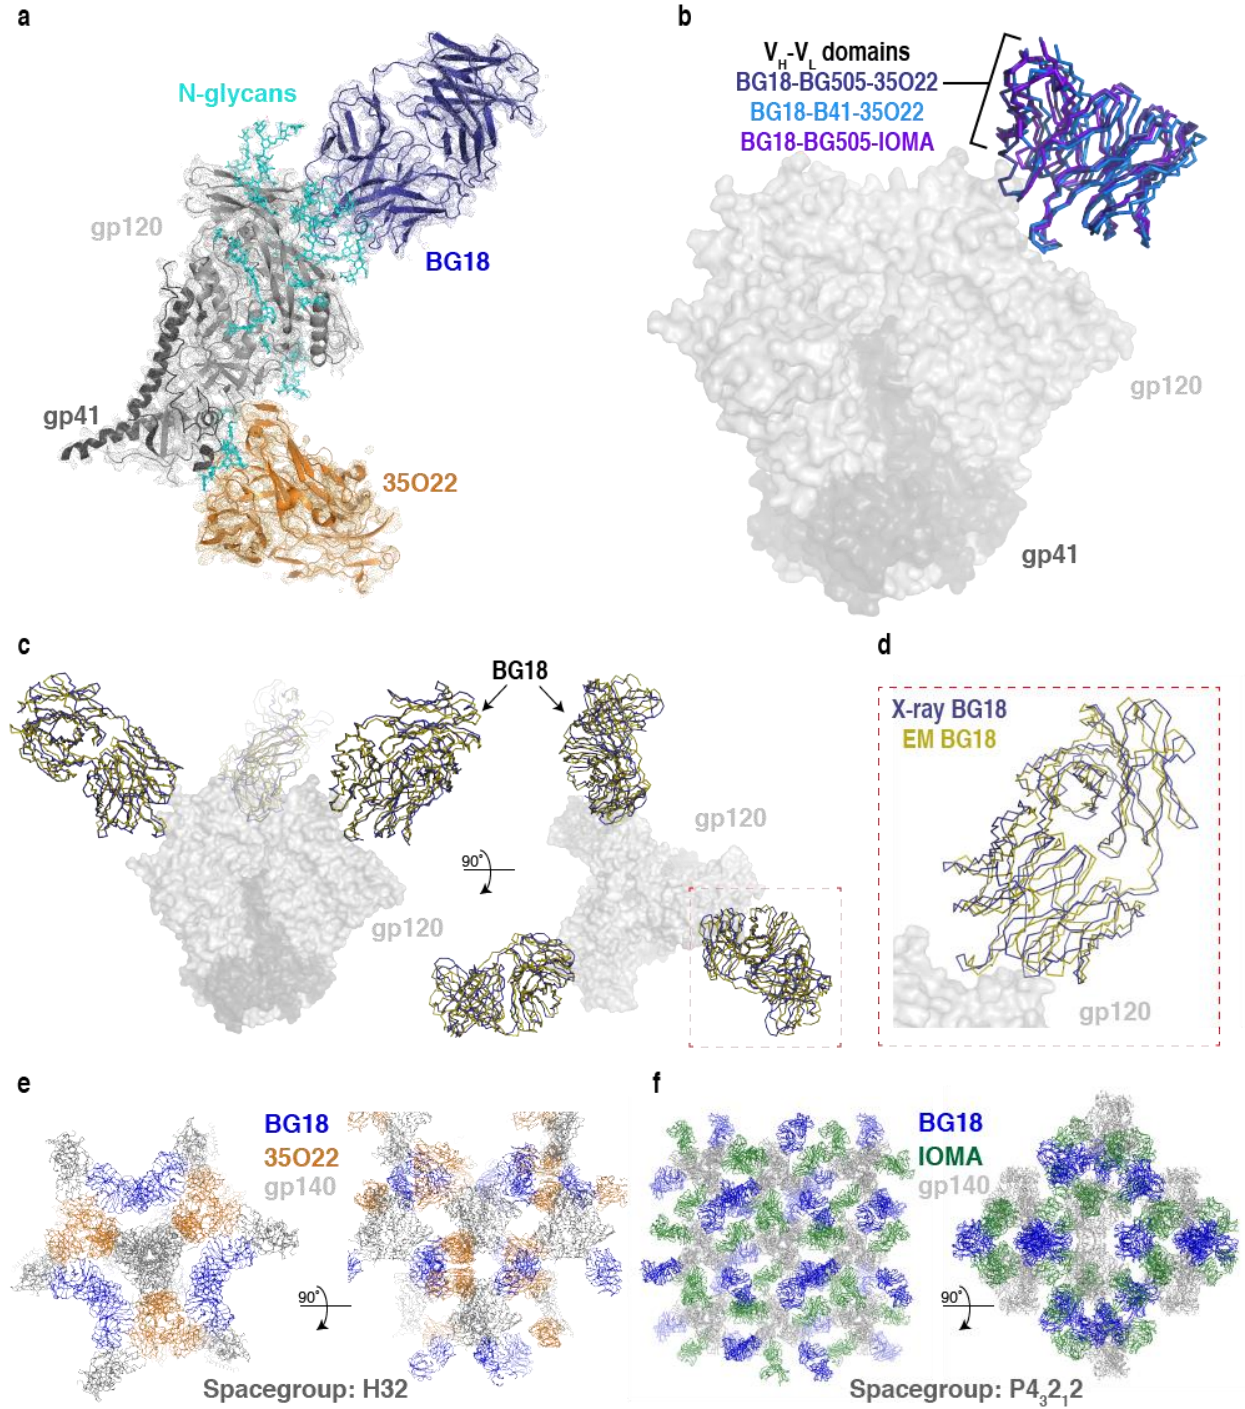 a
N-glycans
gp120
BG18
gp41
35O22
b
V_H-V_L domains
BG18-BG505-35O22
BG18-B41-35O22
BG18-BG505-IOMA
gp120
gp41
c
BG18
gp120
90°
gp120
d
X-ray BG18
EM BG18
gp120
e
BG18
35O22
gp140
90°
Spacegroup: H32
f
BG18
IOMA
gp140
90°
Spacegroup: P4₃2₁2